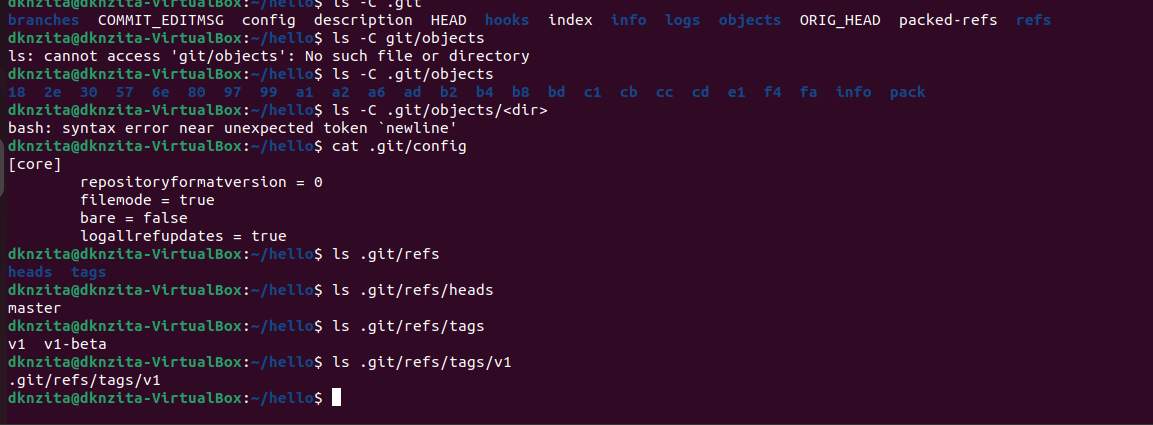 dknzita@dknzita-VirtualBox:~/hello$ ls -C .git
branches  COMMIT_EDITMSG  config  description  HEAD  hooks  index  info  logs  objects  ORIG_HEAD  packed-refs  refs
dknzita@dknzita-VirtualBox:~/hello$ ls -C git/objects
ls: cannot access 'git/objects': No such file or directory
dknzita@dknzita-VirtualBox:~/hello$ ls -C .git/objects
18  2e  30  57  6e  80  97  99  a1  a2  a6  ad  b2  b4  b8  bd  c1  cb  cc  cd  e1  f4  fa  info  pack
dknzita@dknzita-VirtualBox:~/hello$ ls -C .git/objects/<dir>
bash: syntax error near unexpected token `newline'
dknzita@dknzita-VirtualBox:~/hello$ cat .git/config
[core]
        repositoryformatversion = 0
        filemode = true
        bare = false
        logallrefupdates = true
dknzita@dknzita-VirtualBox:~/hello$ ls .git/refs
heads  tags
dknzita@dknzita-VirtualBox:~/hello$ ls .git/refs/heads
master
dknzita@dknzita-VirtualBox:~/hello$ ls .git/refs/tags
v1  v1-beta
dknzita@dknzita-VirtualBox:~/hello$ ls .git/refs/tags/v1
.git/refs/tags/v1
dknzita@dknzita-VirtualBox:~/hello$